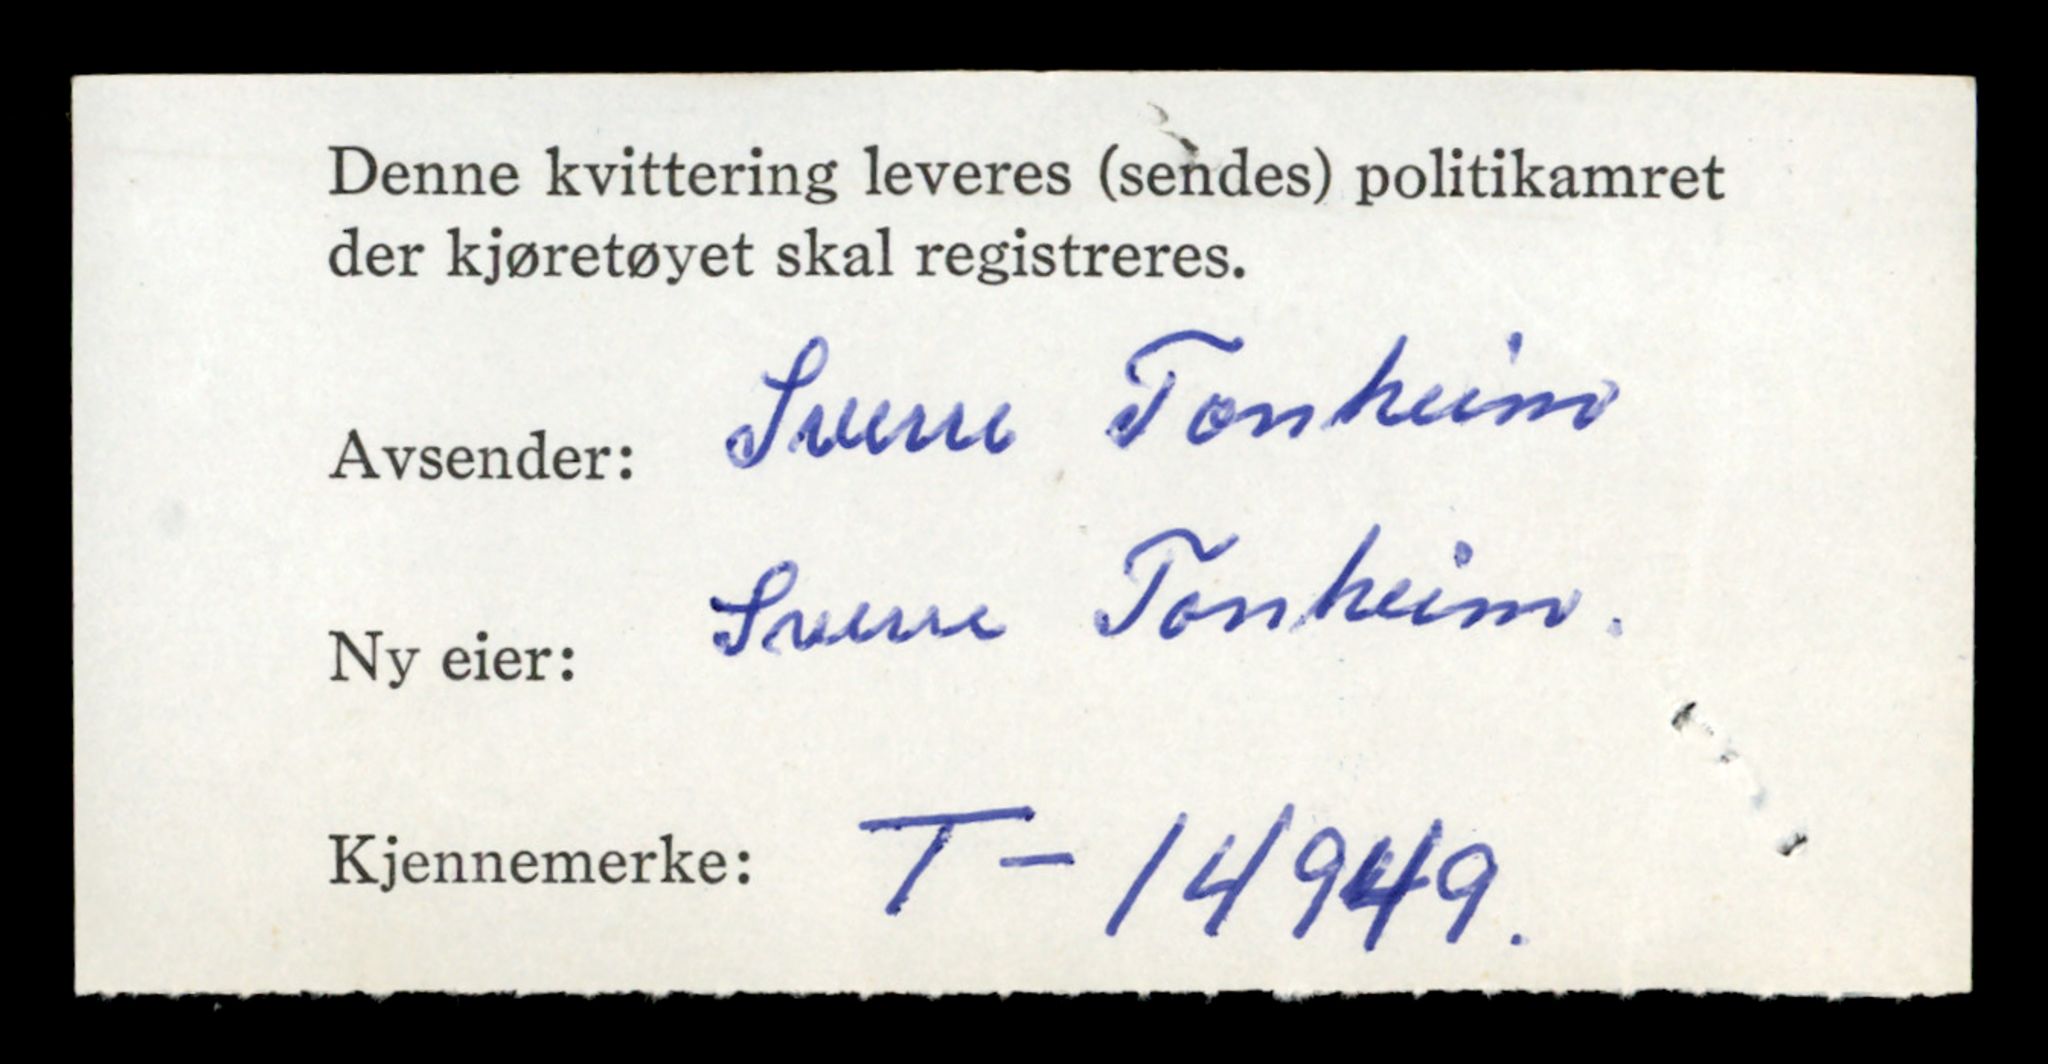 Denne kvittering leveres (sendes) politikamret
der kjøretøyet skal registreres.
Avsender: Sverre Tonheim
Ny eier: Sverre Tonheim.
Kjennemerke: T-14949.